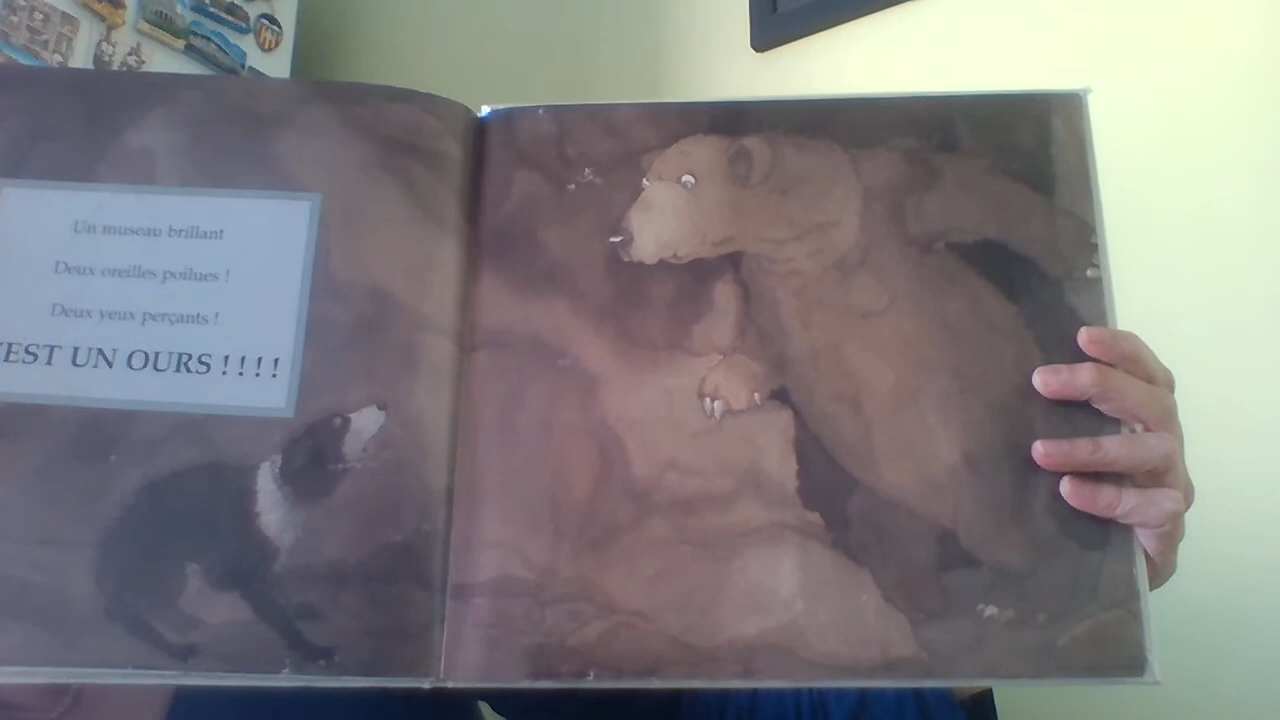 Un museau brillant
Deux oreilles poilues !
Deux yeux perçants !
'EST UN OURS ! ! ! !